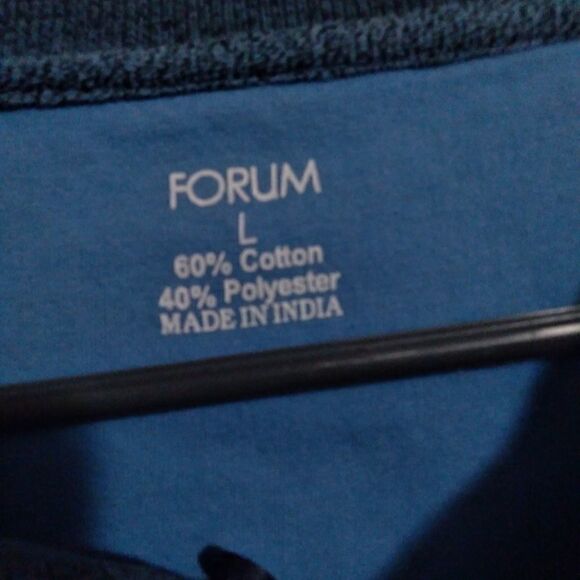 FORUM
L
60% Cotton
40% Polyester
MADE IN INDIA